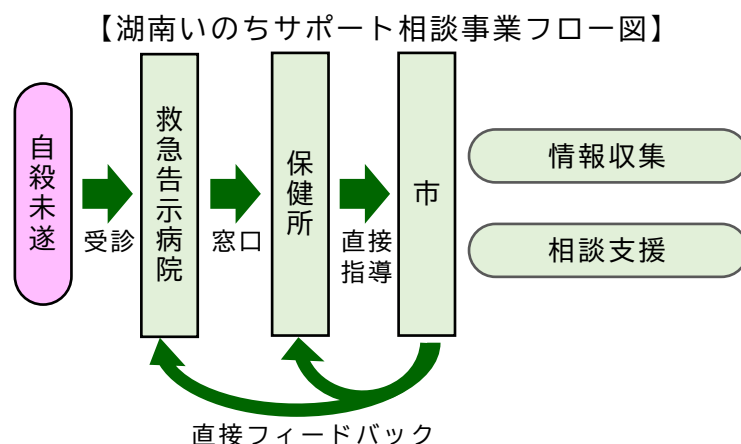 【湖南いのちサポート相談事業フロー図】
自殺未遂
受診
救急告示病院
窓口
保健所
直接
指導
市
情報収集
相談支援
直接フィードバック